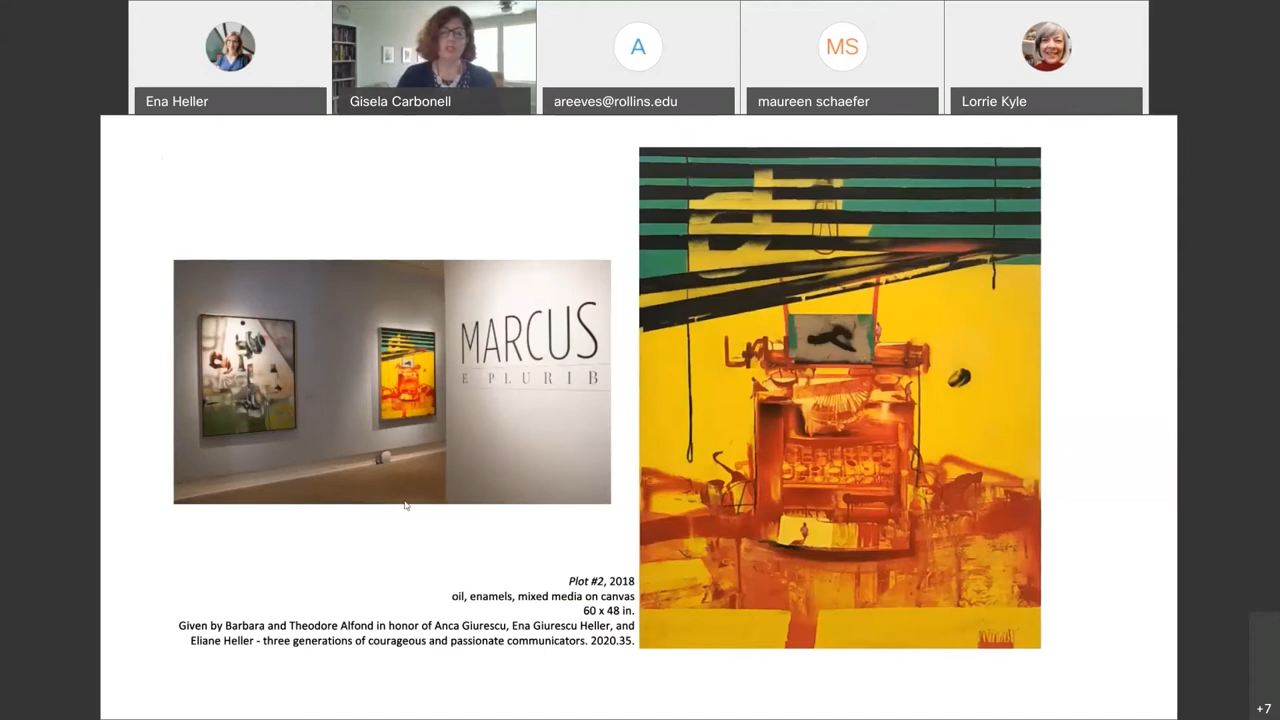 Ena Heller
Gisela Carbonell
A
areeves@rollins.edu
MS
maureen schaefer
Lorrie Kyle
MARCUS
E PLURIB
Plot #2, 2018
oil, enamels, mixed media on canvas
60 x 48 in.
Given by Barbara and Theodore Alfond in honor of Anca Giurescu, Ena Giurescu Heller, and
Eliane Heller - three generations of courageous and passionate communicators. 2020.35.
+7